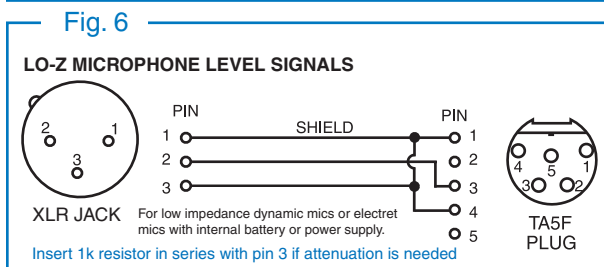 Fig. 6
LO-Z MICROPHONE LEVEL SIGNALS
PIN
PIN
2 1
3
1 SHIELD 1
2 2
3 3
4
5
4 5 1
3 2
XLR JACK
For low impedance dynamic mics or electret
mics with internal battery or power supply.
TA5F
PLUG
Insert 1k resistor in series with pin 3 if attenuation is needed